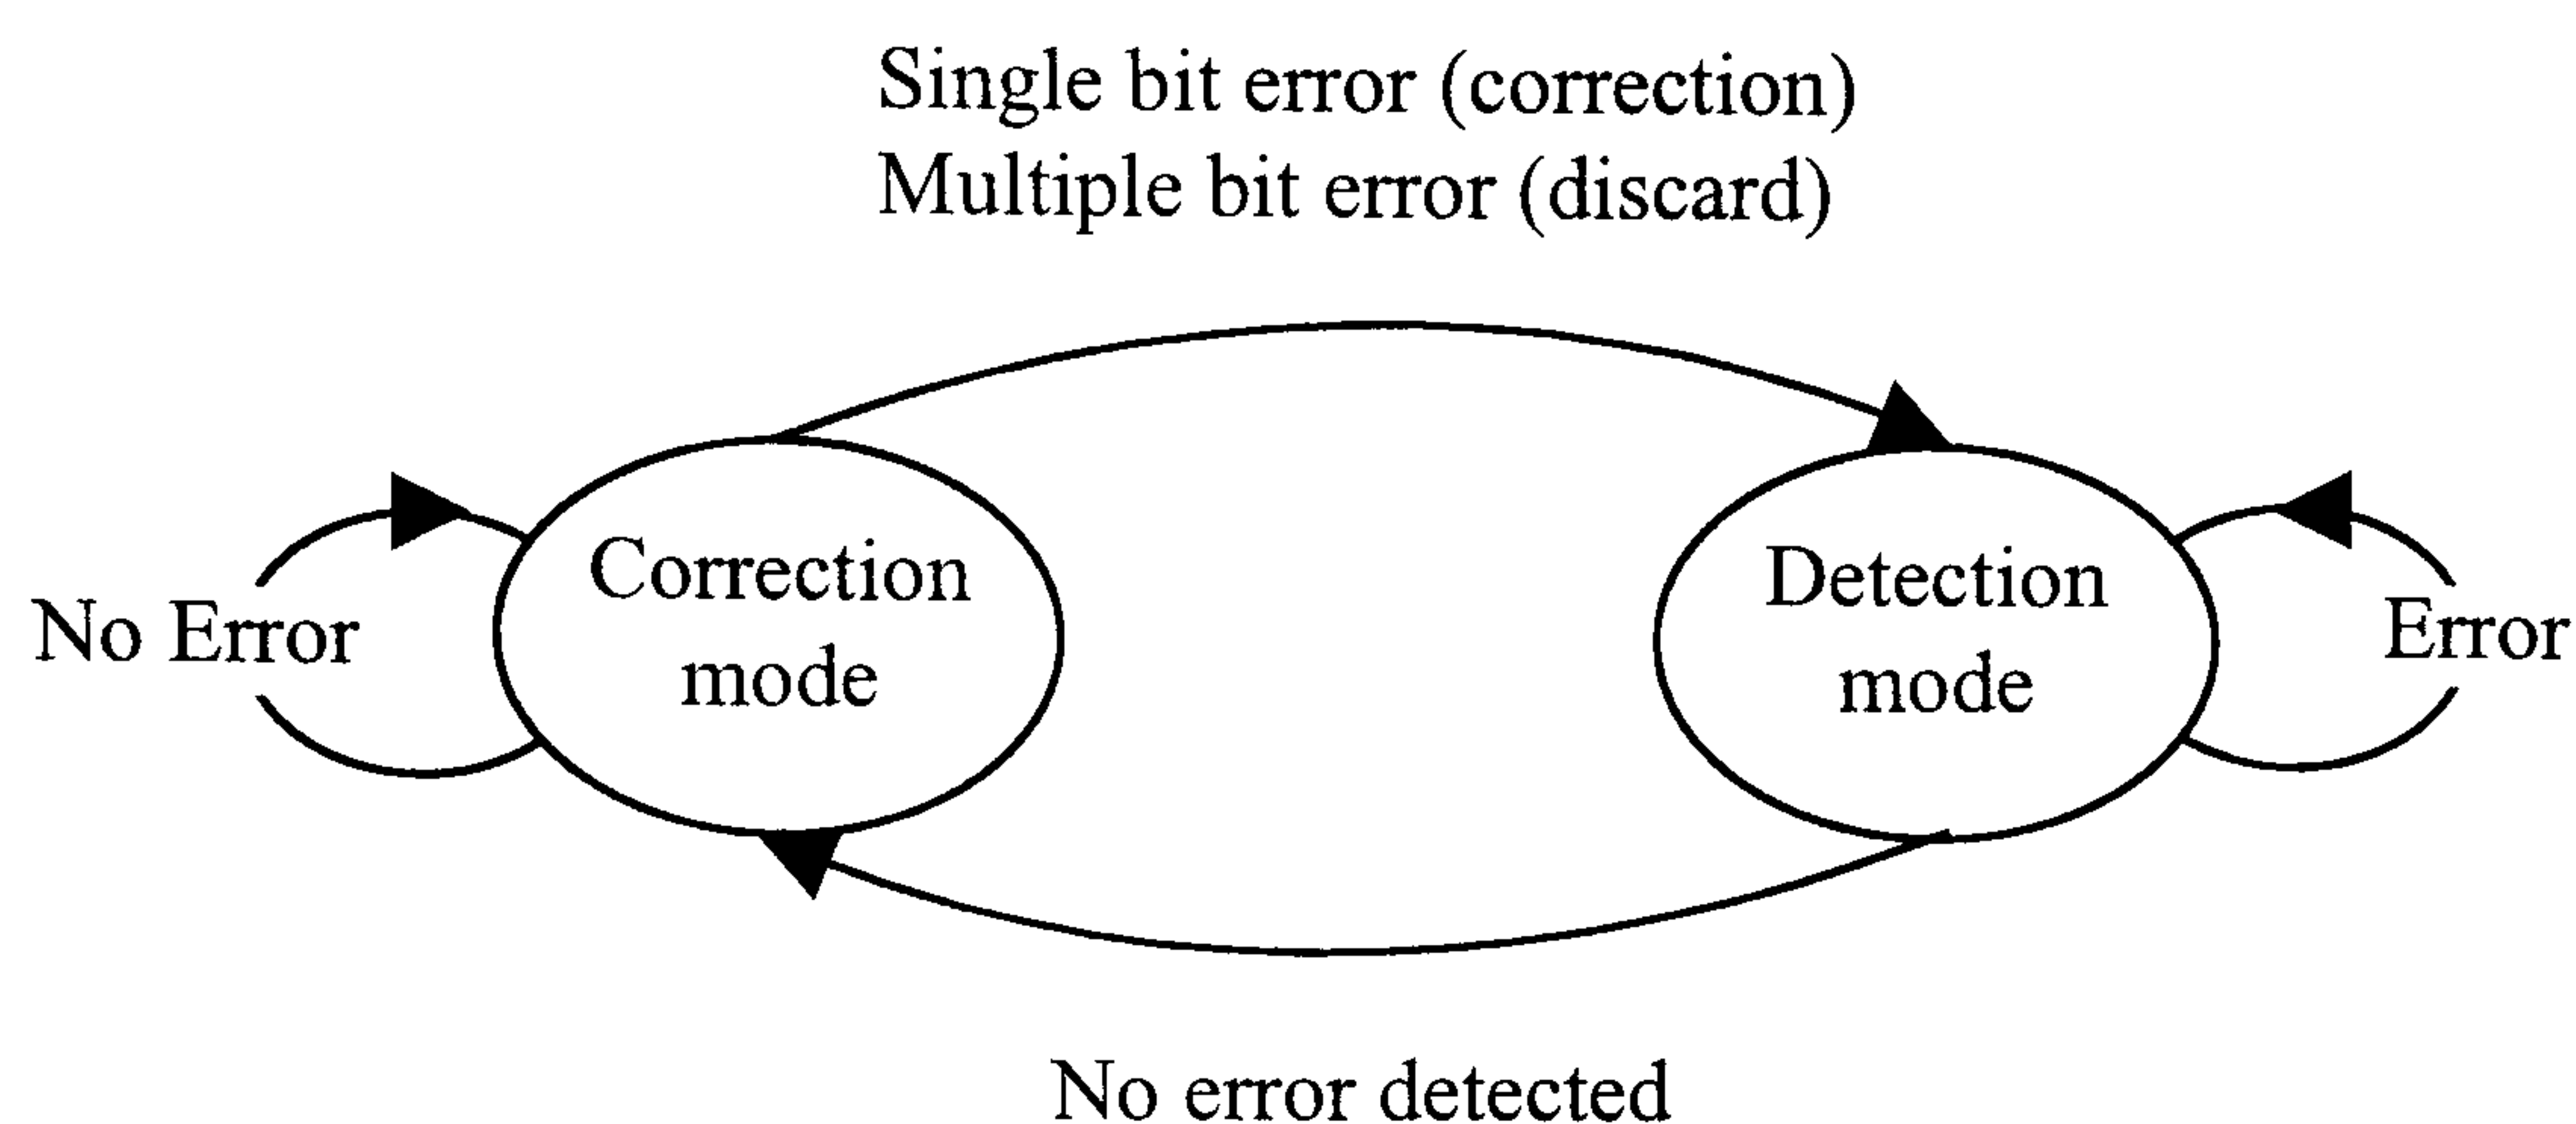 Single bit error (correction)
Multiple bit error (discard)
Correction
mode
Detection
mode
No Error
Error
No error detected